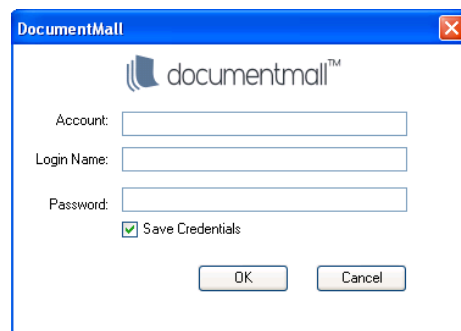 DocumentMall
documentmall™
Account:
Login Name:
Password:
Save Credentials
OK Cancel